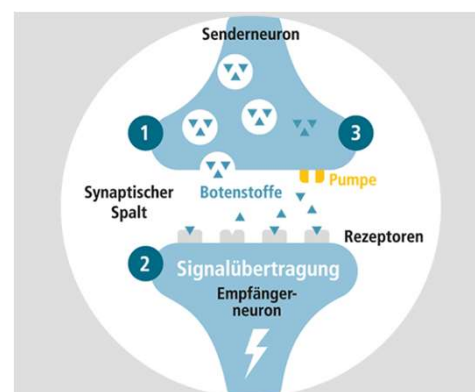 Senderneuron
1
3
Botenstoffe
Pumpe
Synaptischer
Spalt
Rezeptoren
2
Signalübertragung
Empfänger-
neuron